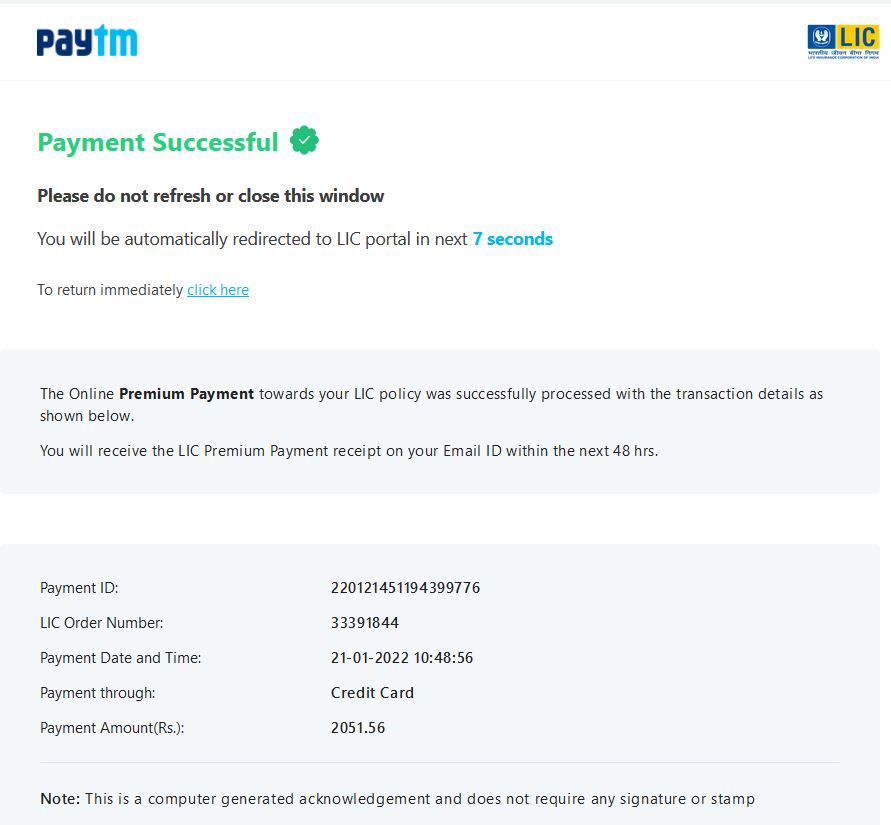 paytm
LIC
भारतीय जीवन बीमा निगम
LIFE INSURANCE CORPORATION OF INDIA
Payment Successful
Please do not refresh or close this window
You will be automatically redirected to LIC portal in next 7 seconds
To return immediately click here
The Online Premium Payment towards your LIC policy was successfully processed with the transaction details as
shown below.
You will receive the LIC Premium Payment receipt on your Email ID within the next 48 hrs.
Payment ID: 220121451194399776
LIC Order Number: 33391844
Payment Date and Time: 21-01-2022 10:48:56
Payment through: Credit Card
Payment Amount(Rs.): 2051.56
Note: This is a computer generated acknowledgement and does not require any signature or stamp